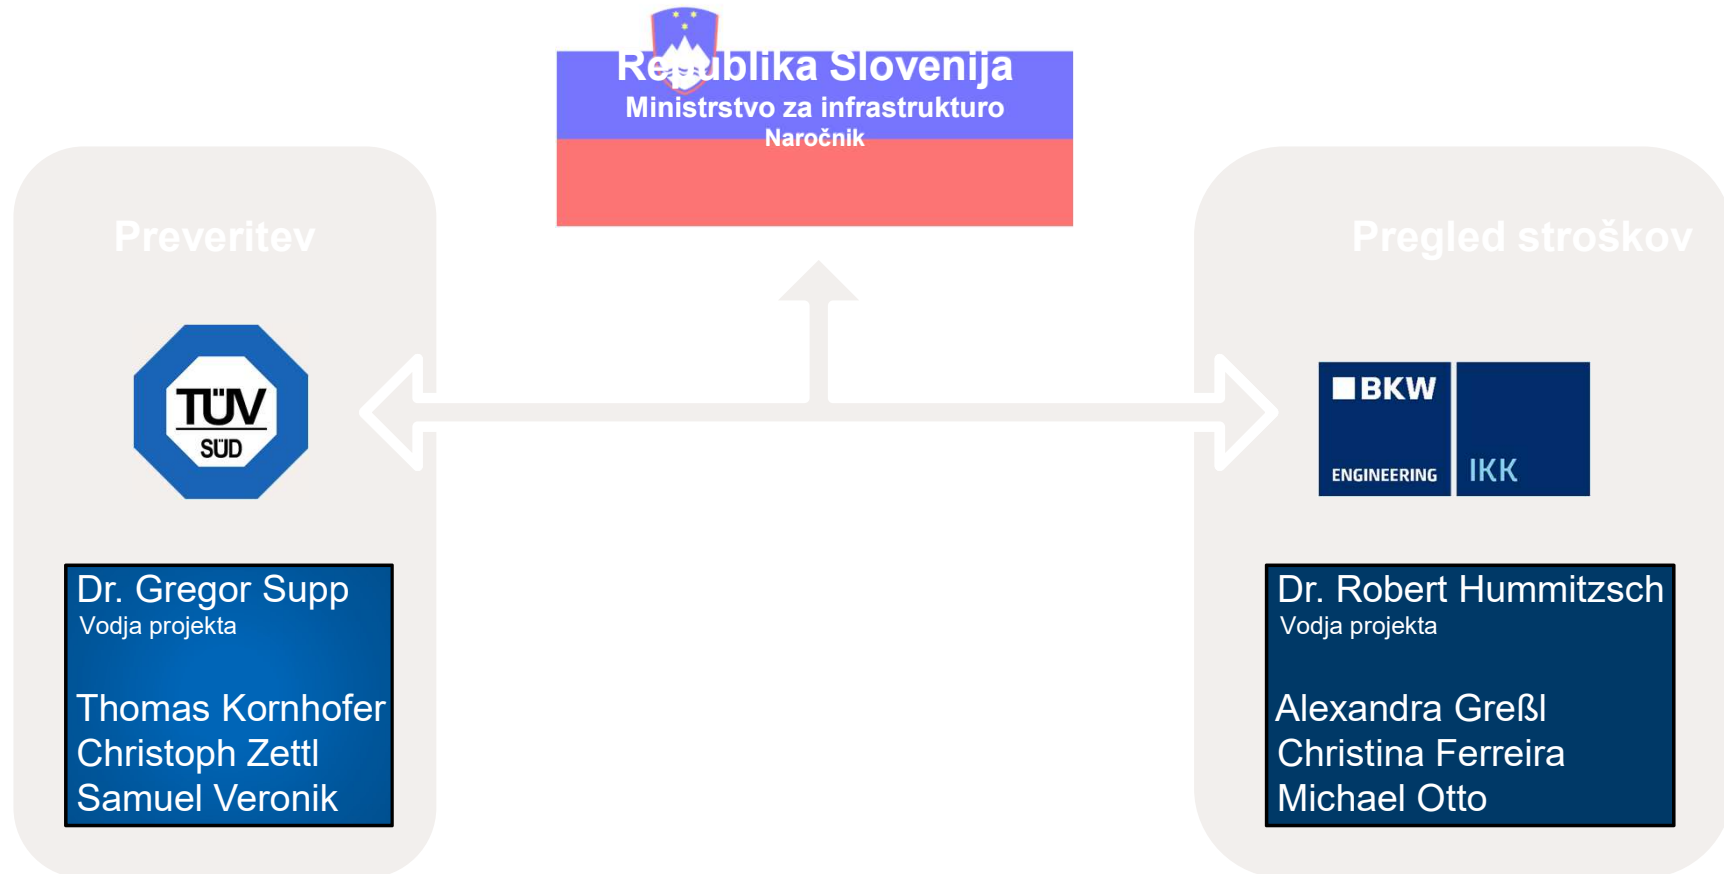 Republika Slovenija
Ministrstvo za infrastrukturo
Naročnik
Preveritev
TÜV
SÜD
Dr. Gregor Supp
Vodja projekta
Thomas Kornhofer
Christoph Zettl
Samuel Veronik
Pregled stroškov
BKW
ENGINEERING
IKK
Dr. Robert Hummitzsch
Vodja projekta
Alexandra Greßl
Christina Ferreira
Michael Otto